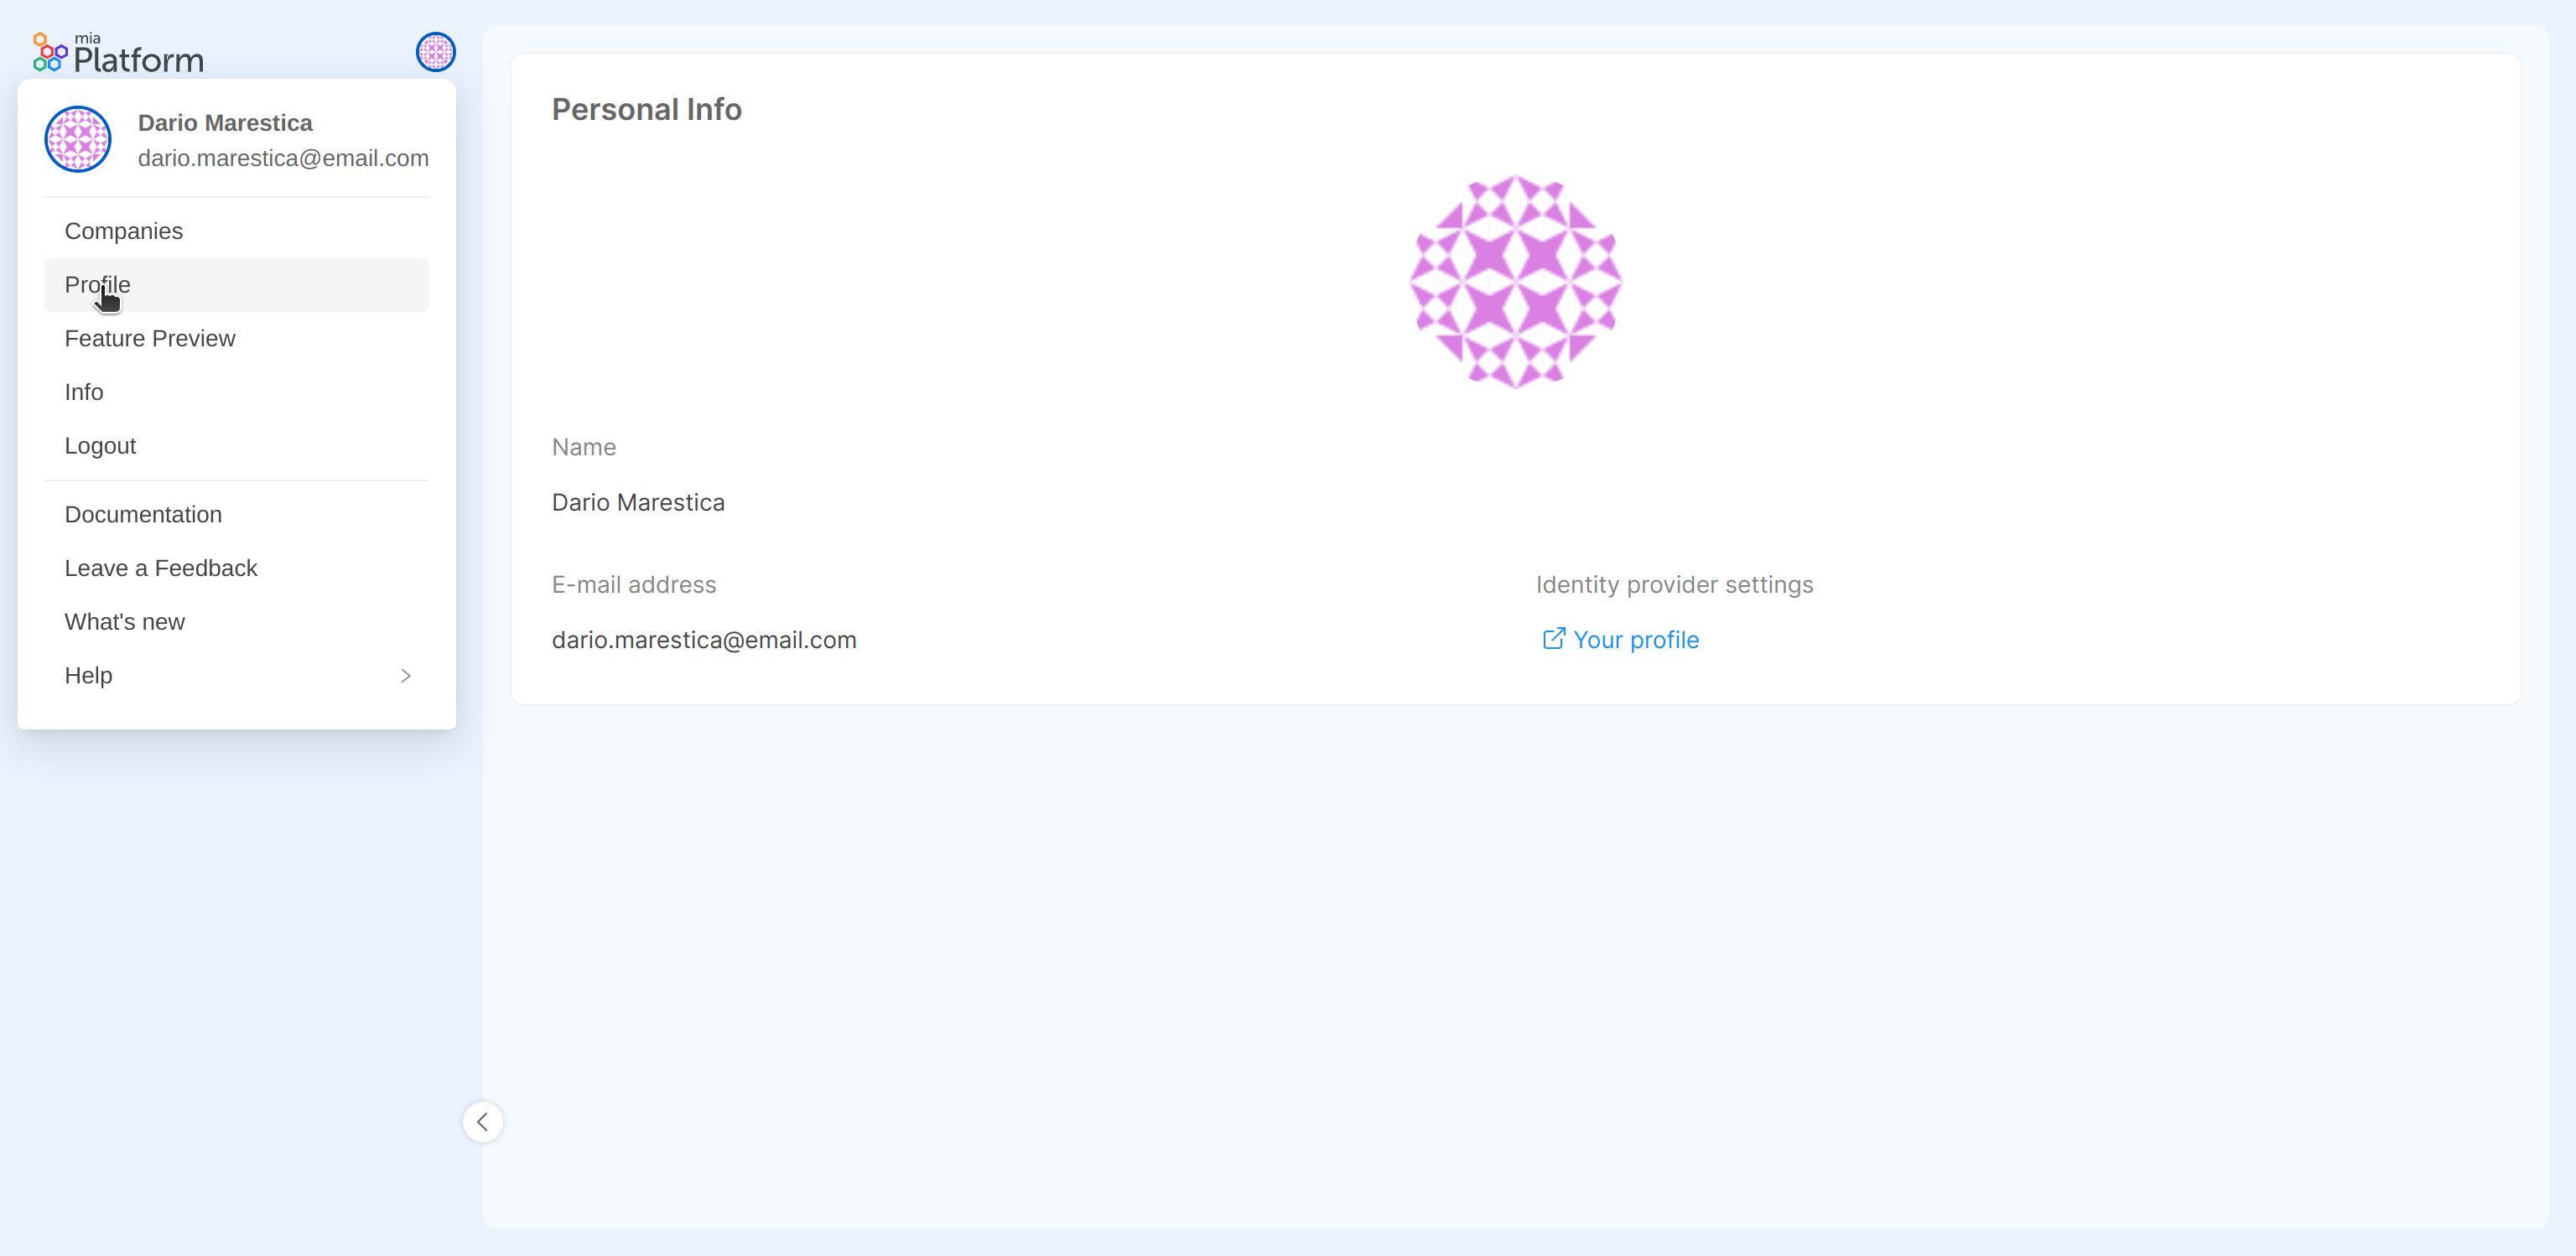 mia
Platform
Dario Marestica
dario.marestica@email.com
Companies
Profile
Feature Preview
Info
Logout
Documentation
Leave a Feedback
What's new
Help
Personal Info
Name
Dario Marestica
E-mail address
dario.marestica@email.com
Identity provider settings
Your profile